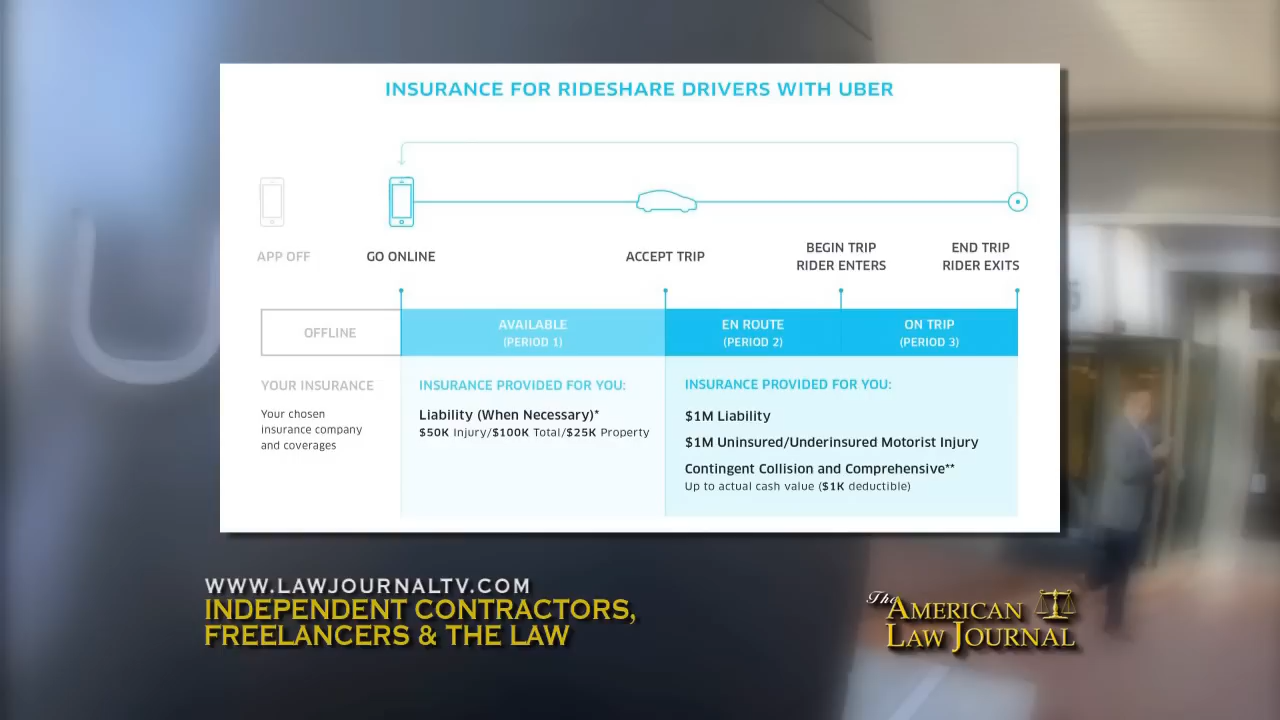 INSURANCE FOR RIDESHARE DRIVERS WITH UBER
APP OFF
GO ONLINE
ACCEPT TRIP
BEGIN TRIP
RIDER ENTERS
END TRIP
RIDER EXITS
OFFLINE
AVAILABLE
(PERIOD 1)
EN ROUTE
(PERIOD 2)
ON TRIP
(PERIOD 3)
YOUR INSURANCE
Your chosen
insurance company
and coverages
INSURANCE PROVIDED FOR YOU:
Liability (When Necessary)*
$50K Injury/$100K Total/$25K Property
INSURANCE PROVIDED FOR YOU:
$1M Liability
$1M Uninsured/Underinsured Motorist Injury
Contingent Collision and Comprehensive**
Up to actual cash value ($1K deductible)
WWW.LAWJOURNALTV.COM
INDEPENDENT CONTRACTORS,
FREELANCERS & THE LAW
The
AMERICAN
LAW JOURNAL